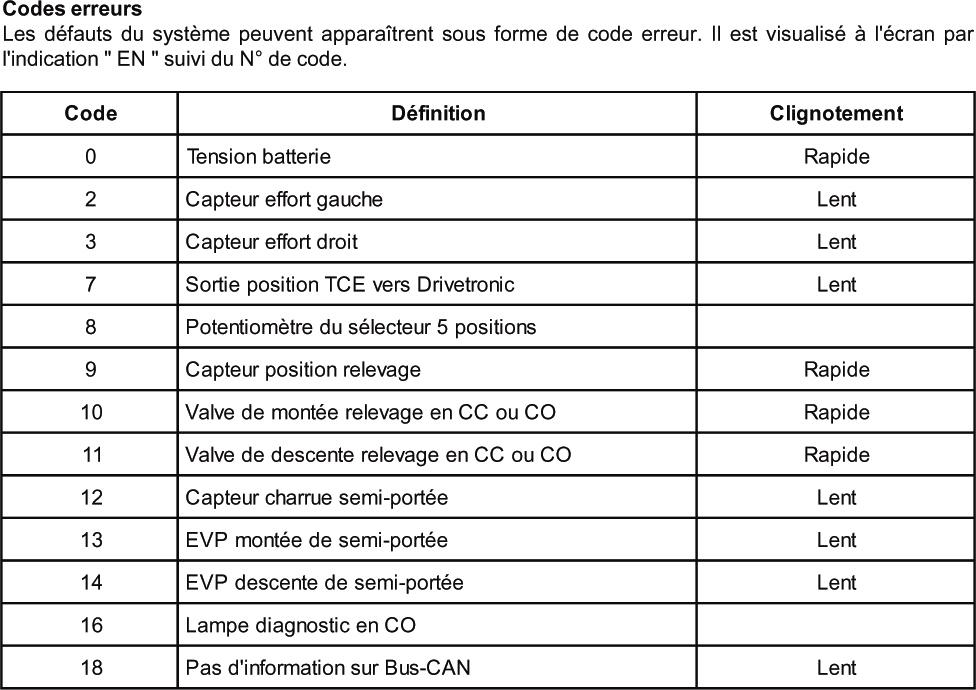 Codes erreurs
Les défauts du système peuvent apparaîtrent sous forme de code erreur. Il est visualisé à l'écran par
l'indication " EN " suivi du N° de code.
Code Définition Clignotement
0 Tension batterie Rapide
2 Capteur effort gauche Lent
3 Capteur effort droit Lent
7 Sortie position TCE vers Drivetronic Lent
8 Potentiomètre du sélecteur 5 positions
9 Capteur position relevage Rapide
10 Valve de montée relevage en CC ou CO Rapide
11 Valve de descente relevage en CC ou CO Rapide
12 Capteur charrue semi-portée Lent
13 EVP montée de semi-portée Lent
14 EVP descente de semi-portée Lent
16 Lampe diagnostic en CO
18 Pas d'information sur Bus-CAN Lent